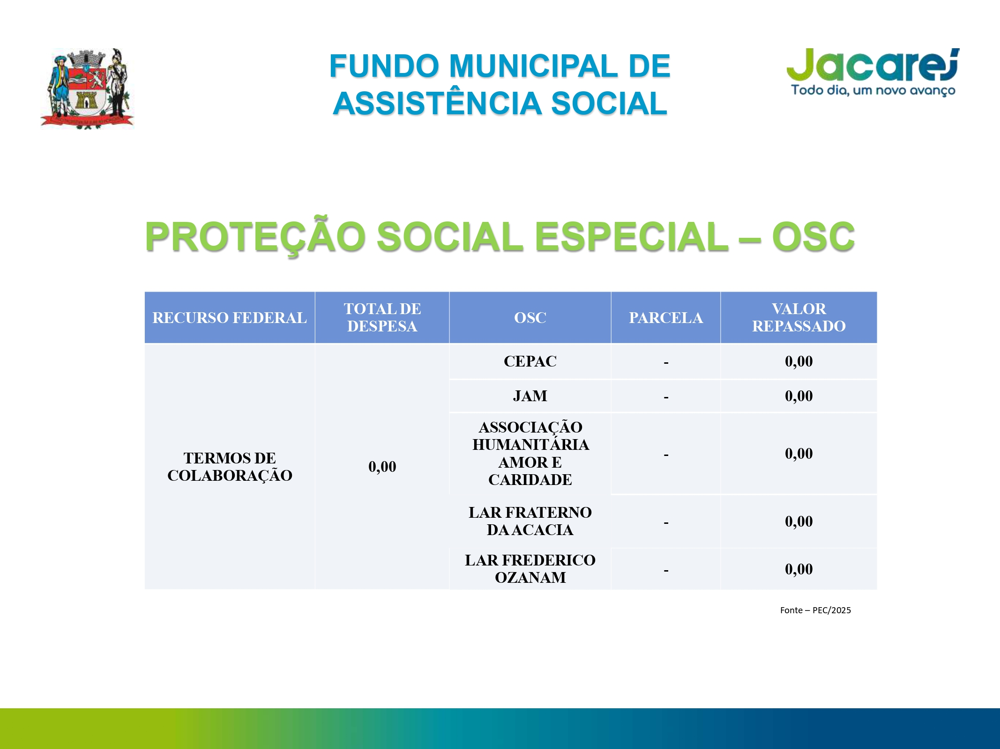 FUNDO MUNICIPAL DE
ASSISTÊNCIA SOCIAL
Jacareí
Todo dia, um novo avanço
PROTEÇÃO SOCIAL ESPECIAL – OSC
RECURSO FEDERAL
TOTAL DE
DESPESA
OSC
PARCELA
VALOR
REPASSADO
TERMOS DE
COLABORAÇÃO
0,00
CEPAC
-
0,00
JAM
-
0,00
ASSOCIAÇÃO
HUMANITÁRIA
AMOR E
CARIDADE
-
0,00
LAR FRATERNO
DA ACACIA
-
0,00
LAR FREDERICO
OZANAM
-
0,00
Fonte – PEC/2025